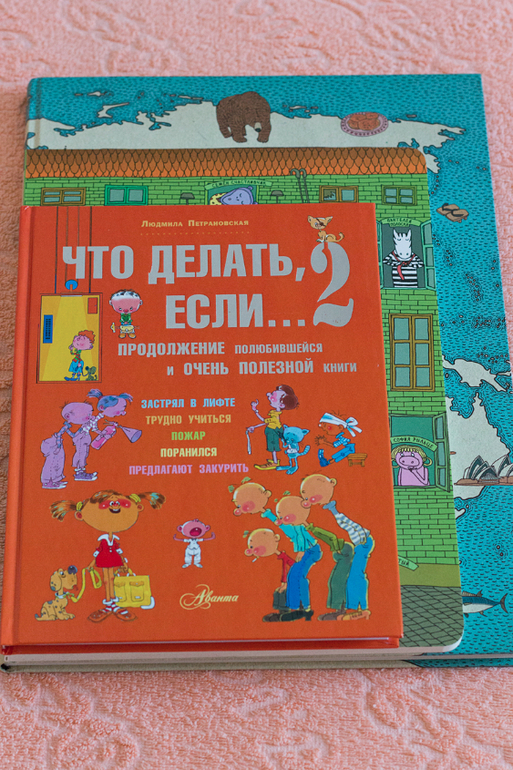 Людмила Петрановская
ЧТО ДЕЛАТЬ,
ЕСЛИ... 2
ПРОДОЛЖЕНИЕ ПОЛЮБИВШЕЙСЯ
И ОЧЕНЬ ПОЛЕЗНОЙ КНИГИ
ЗАСТРЯЛ В ЛИФТЕ
ТРУДНО УЧИТЬСЯ
ПОЖАР
ПОРАНИЛСЯ
ПРЕДЛАГАЮТ ЗАКУРИТЬ
Аванта